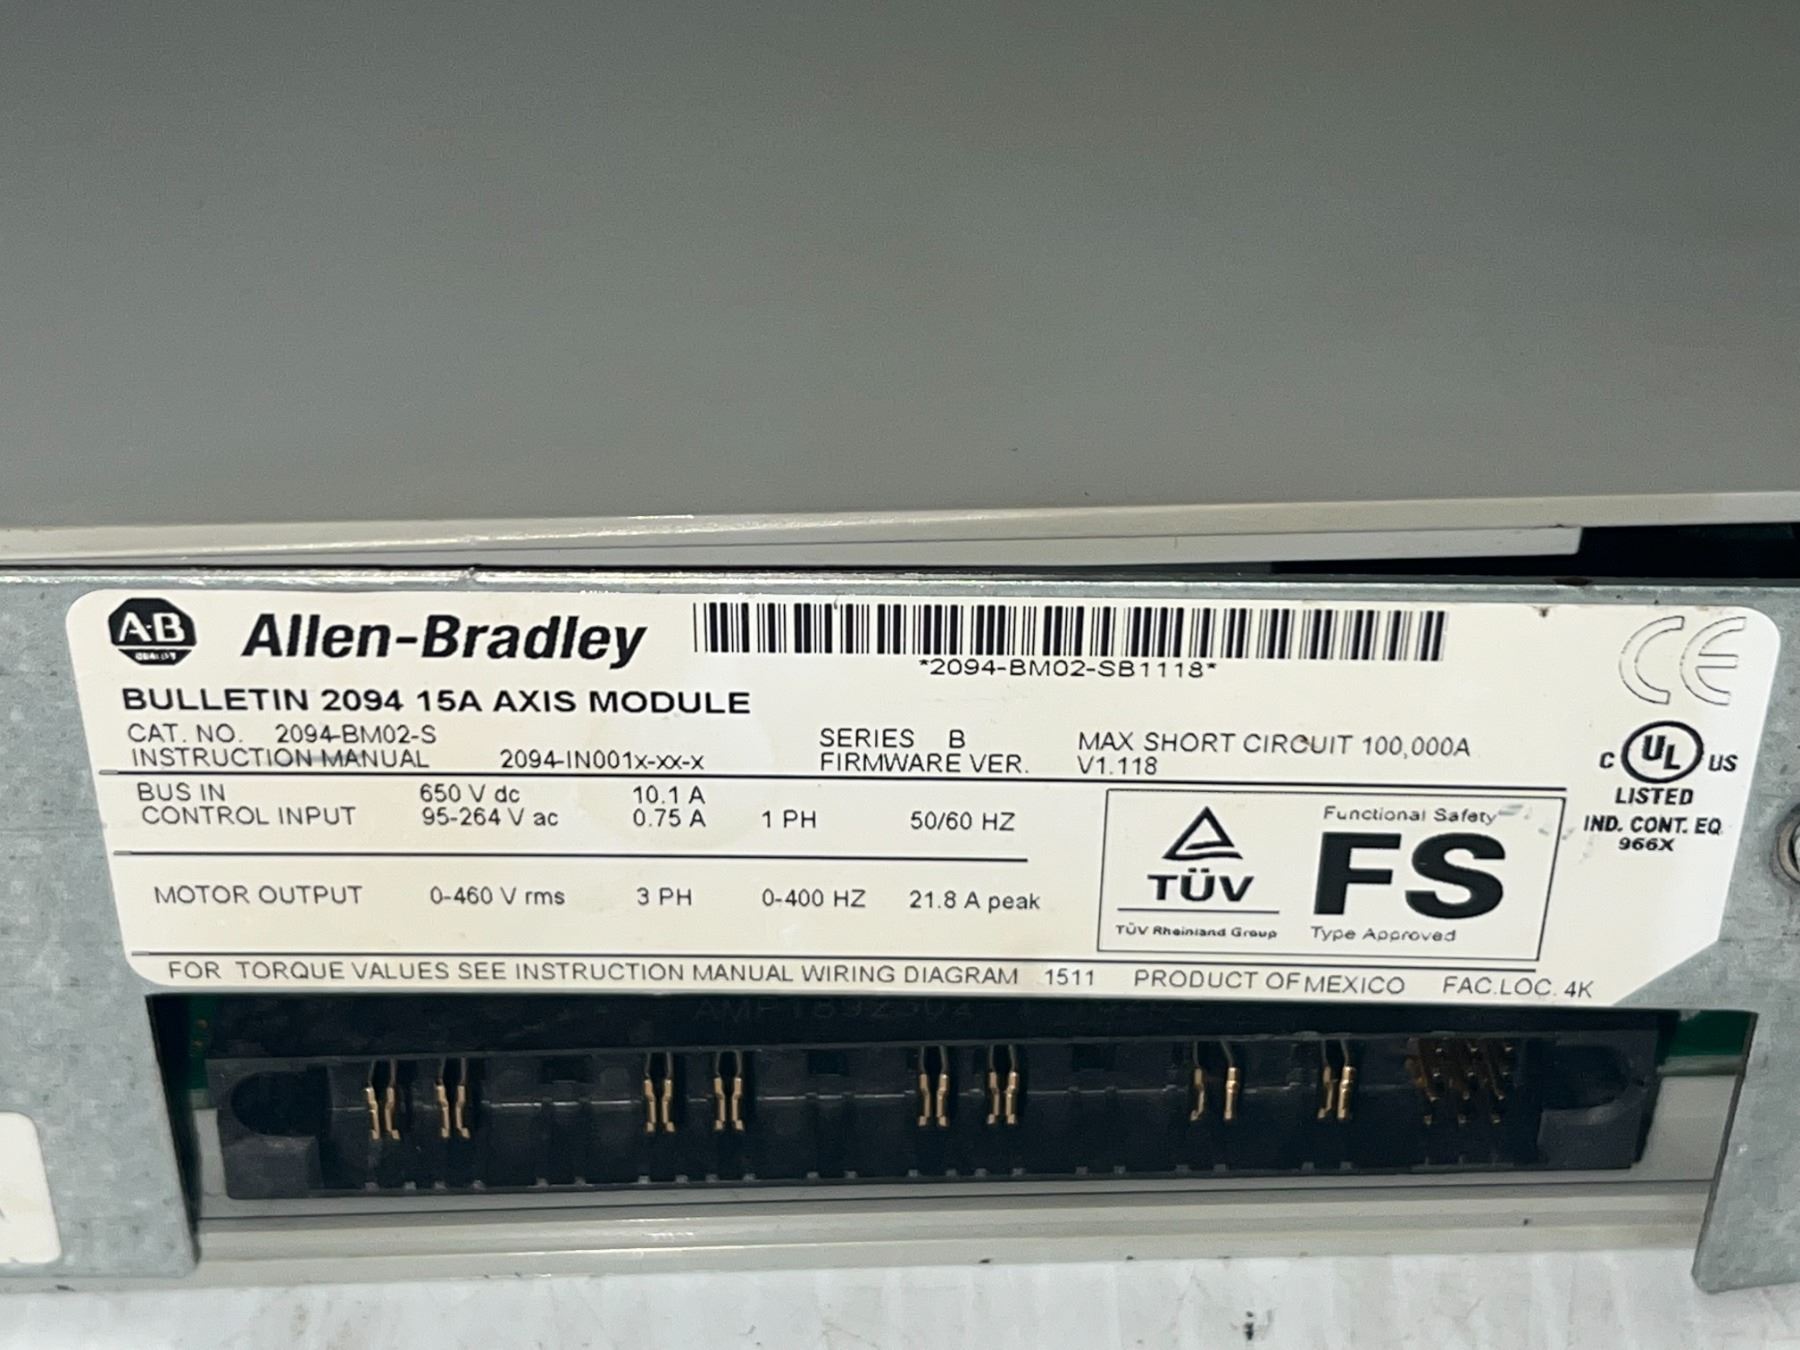 A-B QUALITY
Allen-Bradley
*2094-BM02-SB1118*
CE
BULLETIN 2094 15A AXIS MODULE
CAT. NO. 2094-BM02-S SERIES B MAX SHORT CIRCUIT 100,000A
INSTRUCTION MANUAL 2094-IN001x-xx-x FIRMWARE VER. V1.118
C UL US
LISTED
IND. CONT. EQ
966X
BUS IN 650 V dc 10.1 A
CONTROL INPUT 95-264 V ac 0.75 A 1 PH 50/60 HZ
MOTOR OUTPUT 0-460 V rms 3 PH 0-400 HZ 21.8 A peak
TÜV
TÜV Rheinland Group
Functional Safety
FS
Type Approved
FOR TORQUE VALUES SEE INSTRUCTION MANUAL WIRING DIAGRAM 1511 PRODUCT OF MEXICO FAC.LOC. 4K